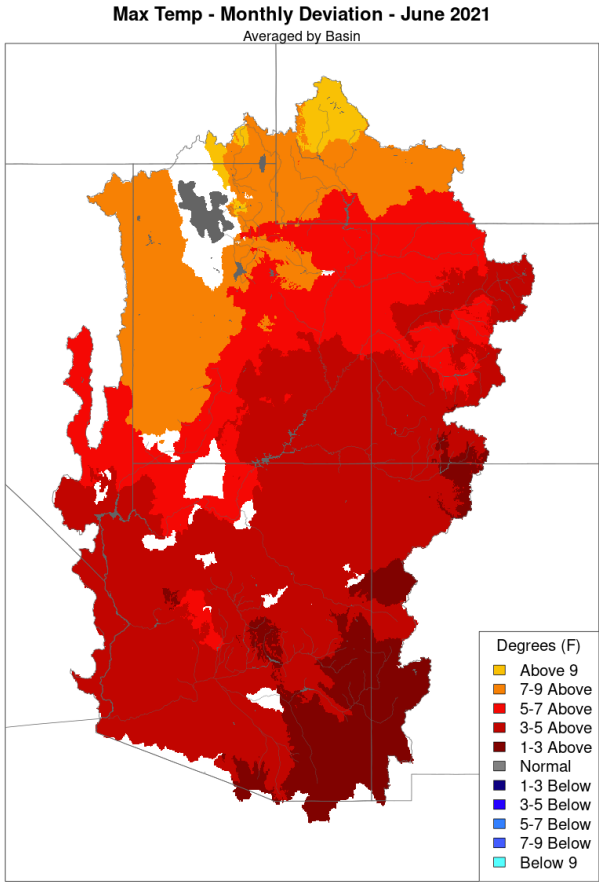 Max Temp - Monthly Deviation - June 2021
Averaged by Basin
Degrees (F)
Above 9
7-9 Above
5-7 Above
3-5 Above
1-3 Above
Normal
1-3 Below
3-5 Below
5-7 Below
7-9 Below
Below 9